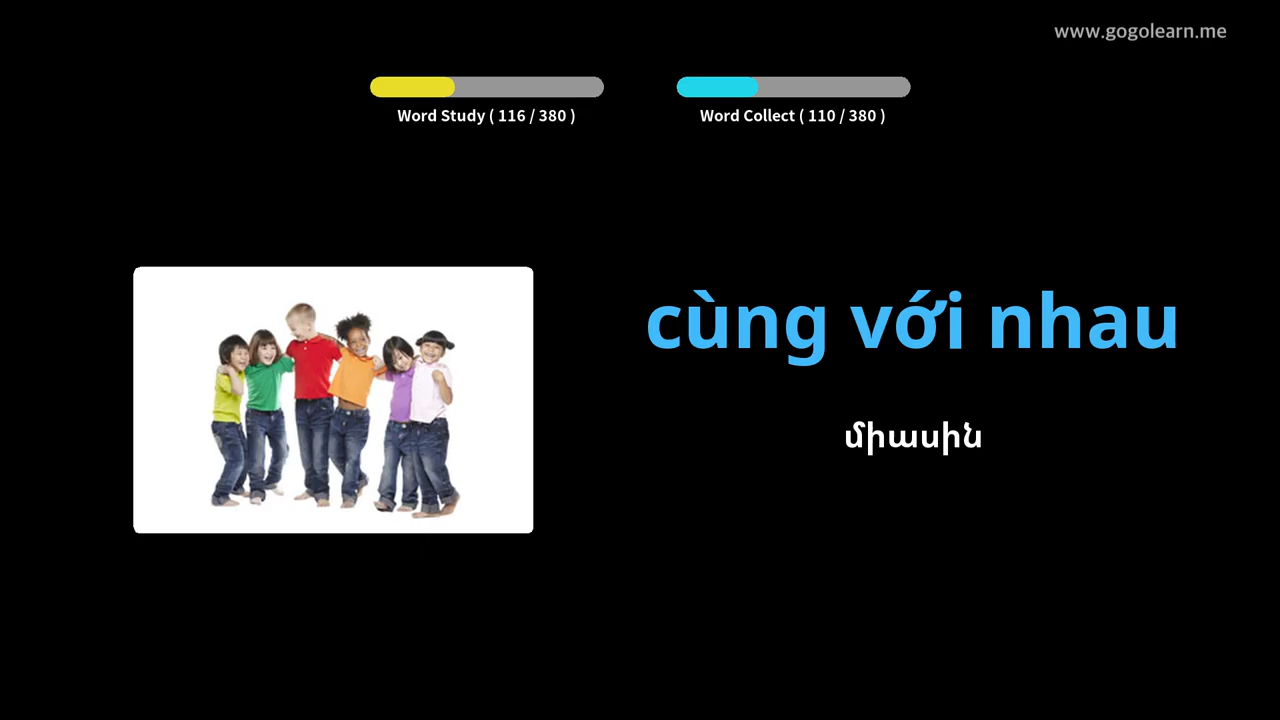 www.gogolearn.me
Word Study ( 116 / 380 )
Word Collect ( 110 / 380 )
cùng với nhau
միասին